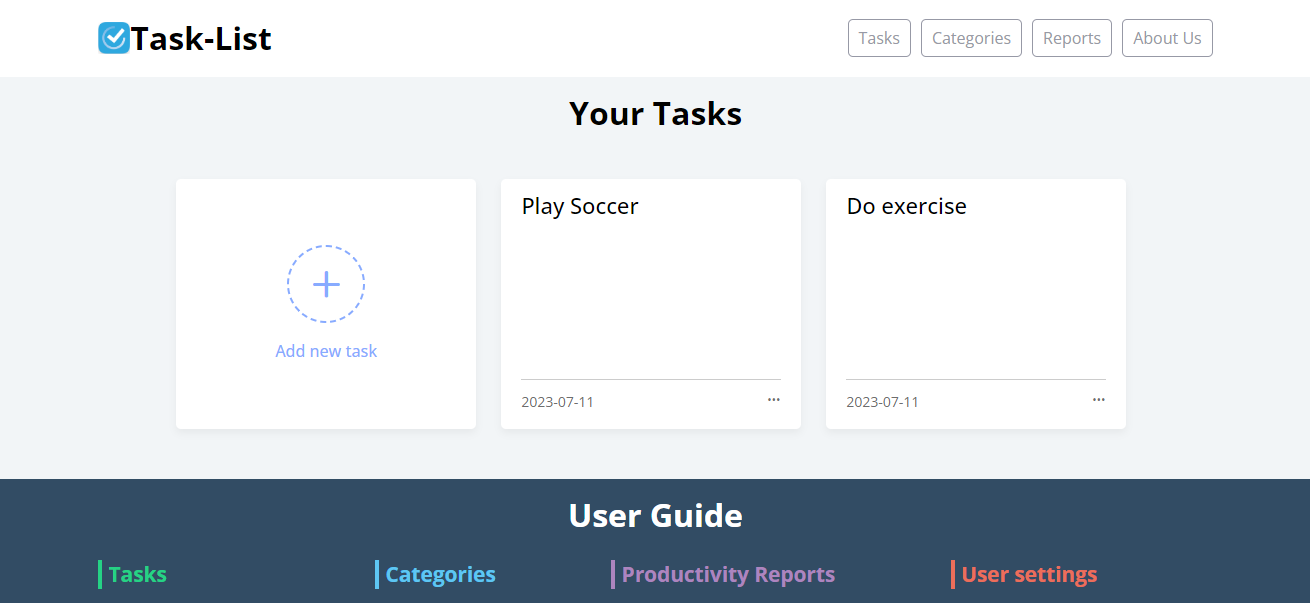 Task-List
Tasks Categories Reports About Us
Your Tasks
Add new task
Play Soccer
2023-07-11 ...
Do exercise
2023-07-11 ...
User Guide
Tasks Categories Productivity Reports User settings